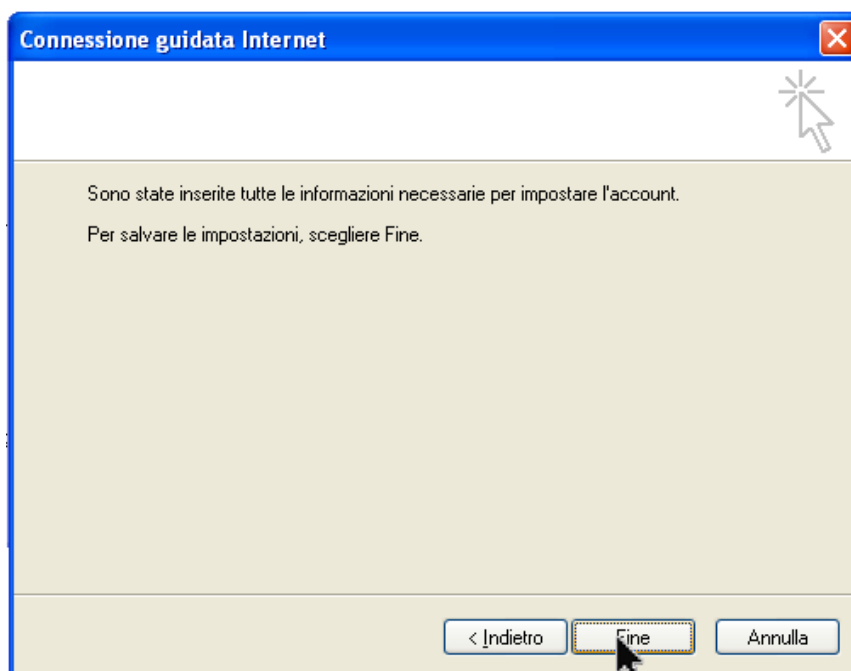 Connessione guidata Internet
Sono state inserite tutte le informazioni necessarie per impostare l'account.
Per salvare le impostazioni, scegliere Fine.
< Indietro
Fine
Annulla